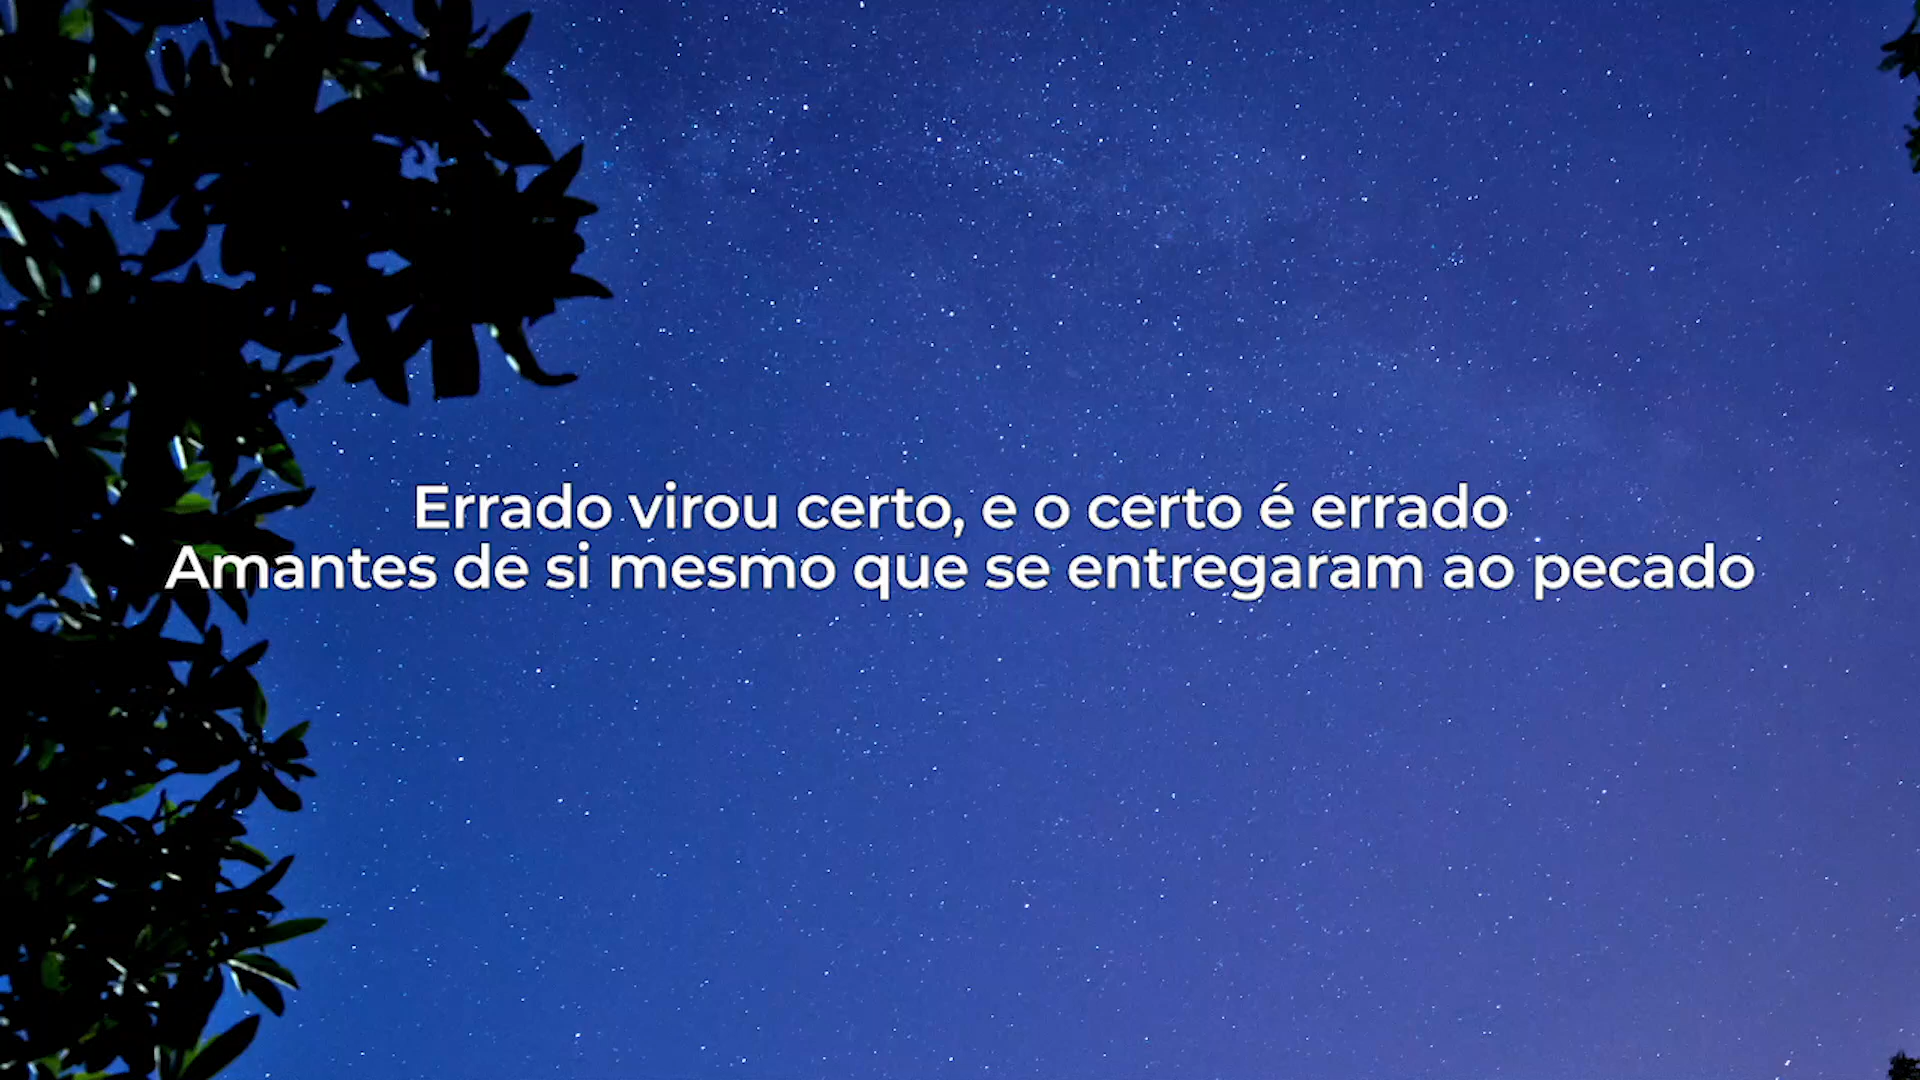 Errado virou certo, e o certo é errado
Amantes de si mesmo que se entregaram ao pecado